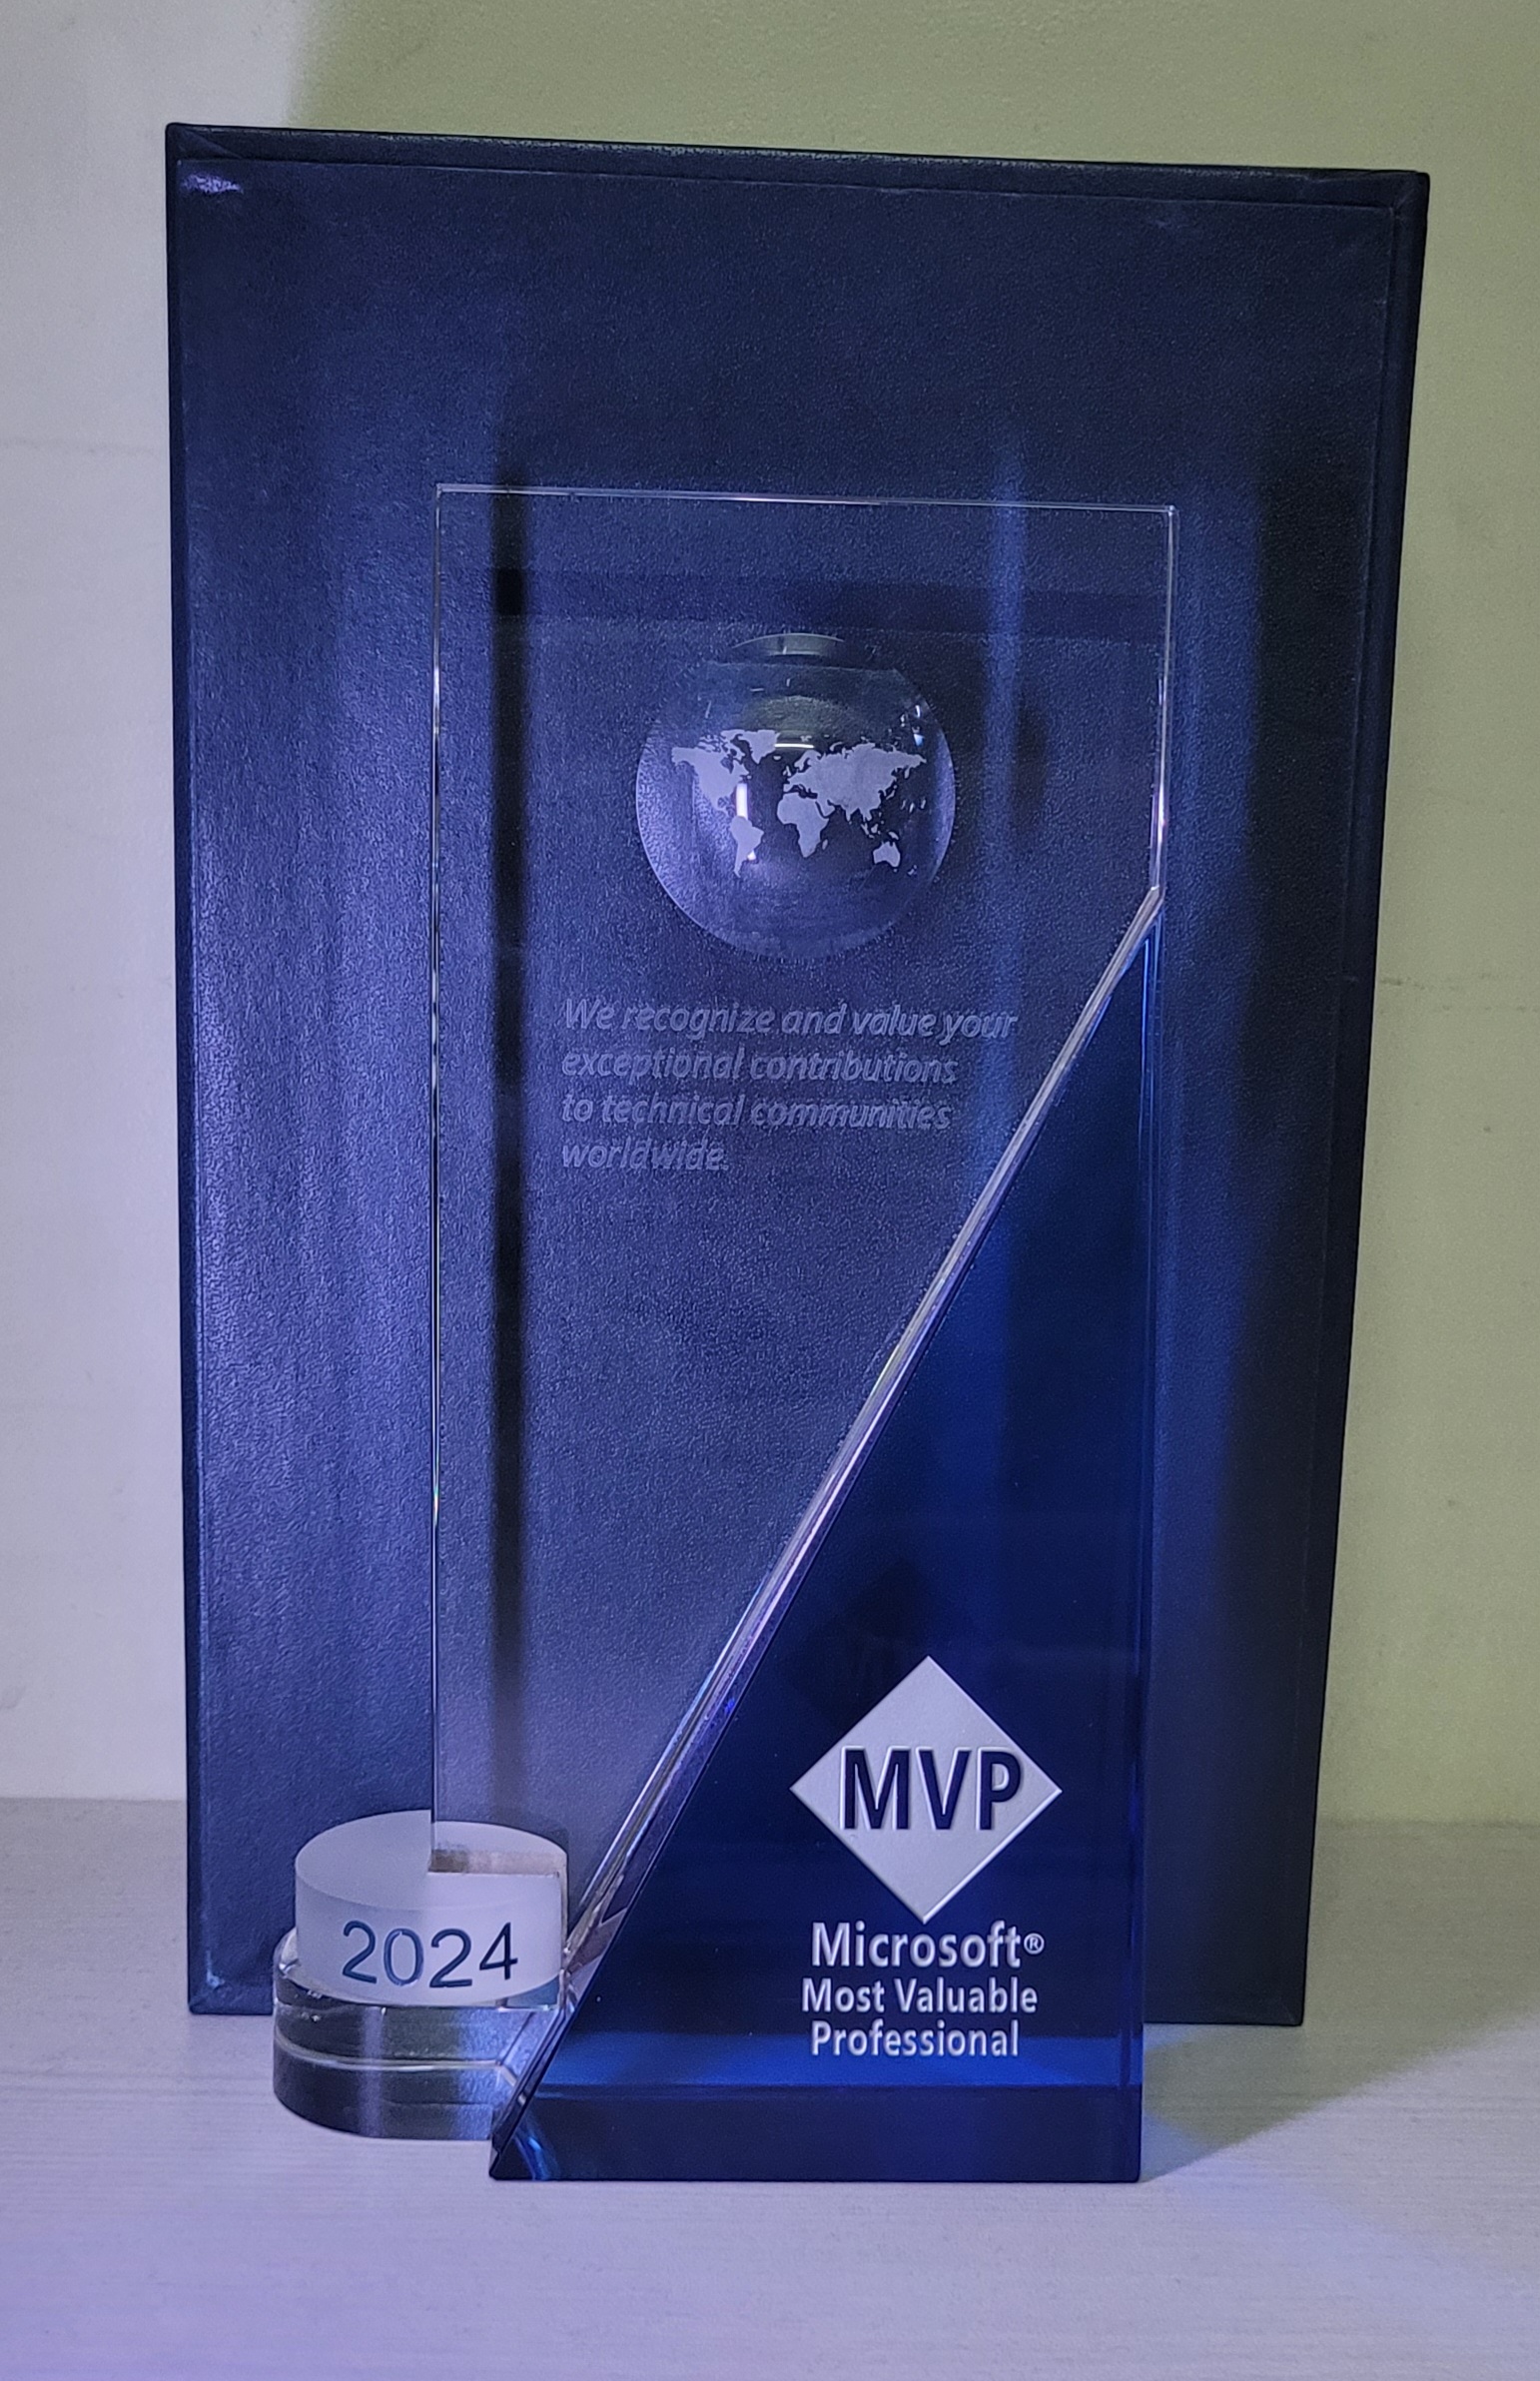 We recognize and value your
exceptional contributions
to technical communities
worldwide.
MVP
Microsoft®
Most Valuable
Professional
2024